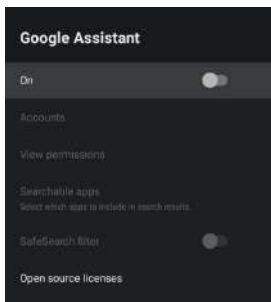 Google Assistant
On
Accounts
View permissions
Searchable apps
Select which apps to include in search results.
SafeSearch filter
Open source licenses